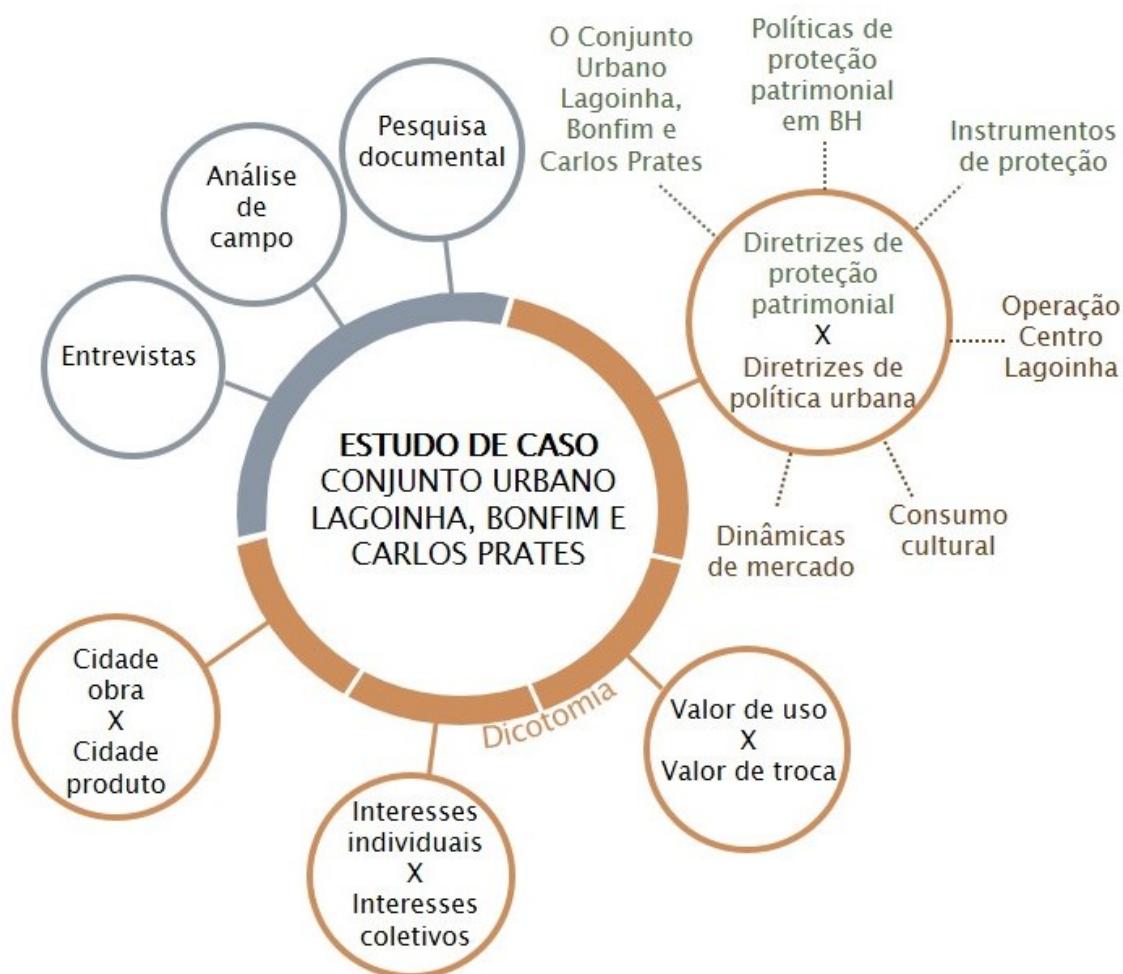 O Conjunto
Urbano
Lagoinha,
Bonfim e
Carlos Prates
Políticas de
proteção
patrimonial
em BH
Instrumentos
de proteção
Pesquisa
documental
Análise
de
campo
Entrevistas
Diretrizes de
proteção
patrimonial
X
Diretrizes de
política urbana
Operação
Centro
Lagoinha
Consumo
cultural
Dinâmicas
de mercado
ESTUDO DE CASO
CONJUNTO URBANO
LAGOINHA, BONFIM E
CARLOS PRATES
Dicotomia
Valor de uso
X
Valor de troca
Interesses
individuais
X
Interesses
coletivos
Cidade
obra
X
Cidade
produto